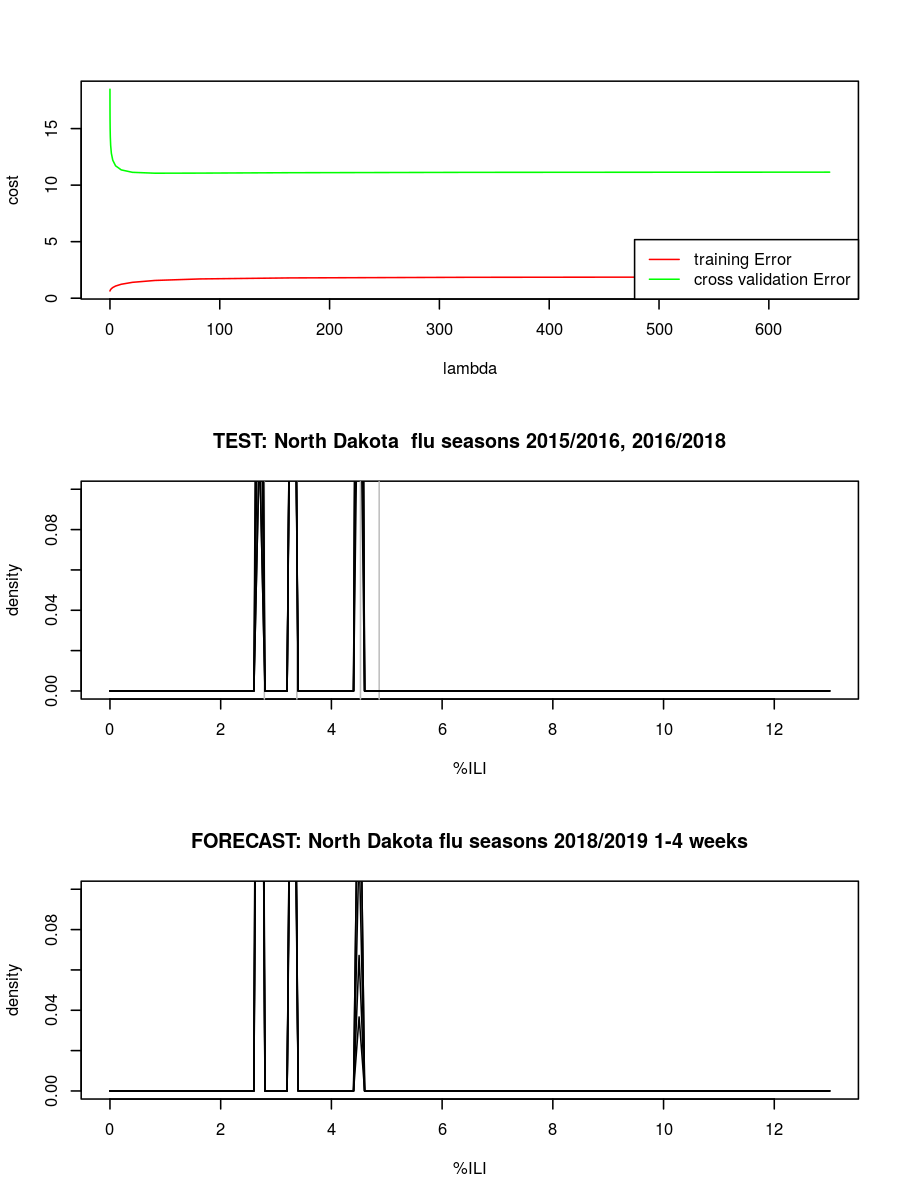 15
10
5
0
cost
training Error
cross validation Error
0 100 200 300 400 500 600
lambda
TEST: North Dakota  flu seasons 2015/2016, 2016/2018
0.08
0.04
0.00
density
0 2 4 6 8 10 12
%ILI
FORECAST: North Dakota flu seasons 2018/2019 1-4 weeks
0.08
0.04
0.00
density
0 2 4 6 8 10 12
%ILI